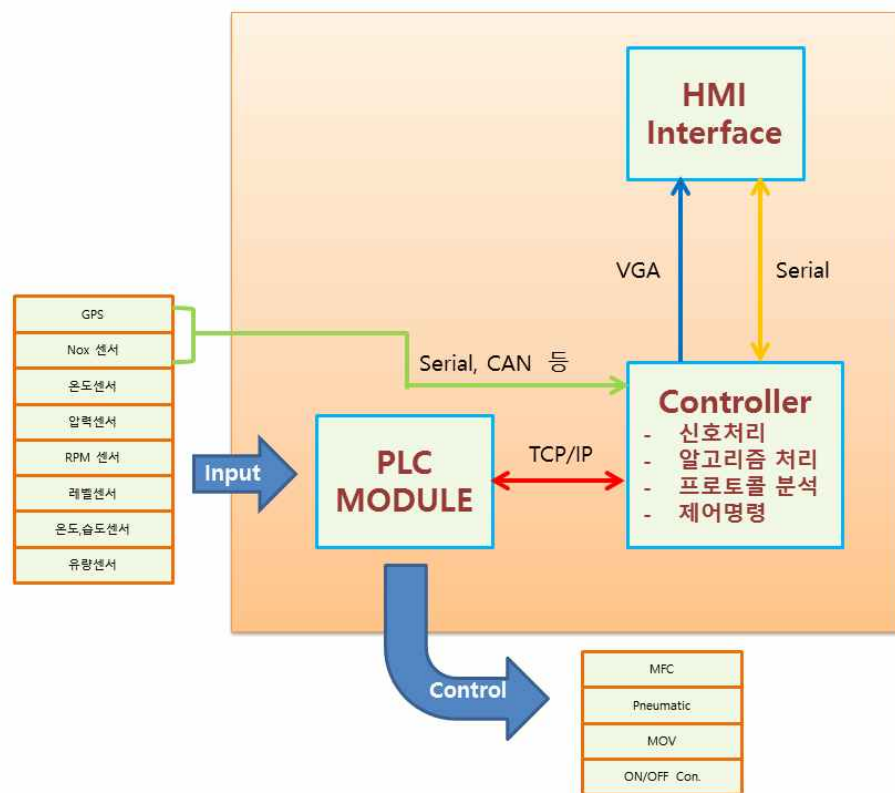 HMI
Interface
VGA
Serial
GPS
Nox 센서
온도센서
압력센서
RPM 센서
레벨센서
온도,습도센서
유량센서
Serial, CAN 등
Input
PLC
MODULE
TCP/IP
Controller
- 신호처리
- 알고리즘 처리
- 프로토콜 분석
- 제어명령
Control
MFC
Pneumatic
MOV
ON/OFF Con.